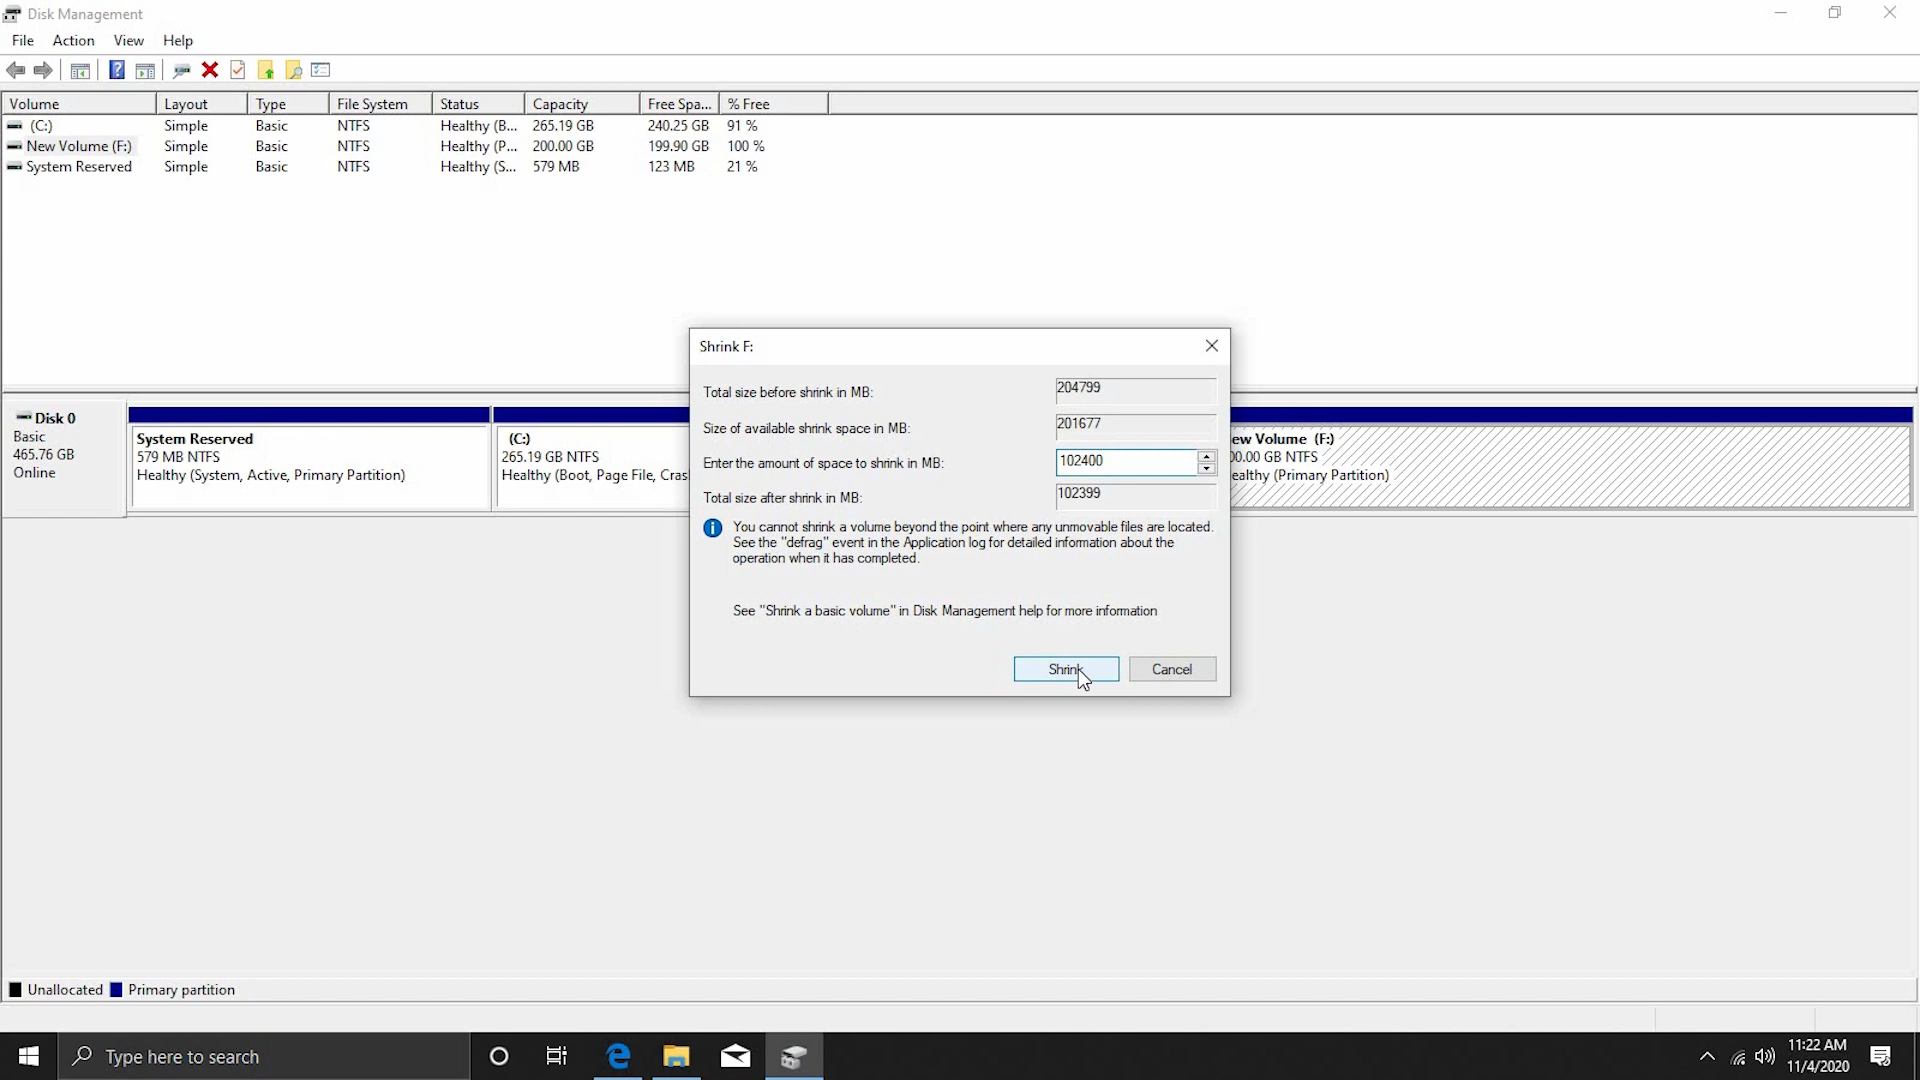 Disk Management
File Action View Help
Volume Layout Type File System Status Capacity Free Spa... % Free
(C:) Simple Basic NTFS Healthy (B... 265.19 GB 240.25 GB 91 %
New Volume (F:) Simple Basic NTFS Healthy (P... 200.00 GB 199.90 GB 100 %
System Reserved Simple Basic NTFS Healthy (S... 579 MB 123 MB 21 %
Shrink F:
Total size before shrink in MB: 204799
Size of available shrink space in MB: 201677
Enter the amount of space to shrink in MB: 102400
Total size after shrink in MB: 102399
You cannot shrink a volume beyond the point where any unmovable files are located.
See the "defrag" event in the Application log for detailed information about the
operation when it has completed.
See "Shrink a basic volume" in Disk Management help for more information
Shrink Cancel
Disk 0
Basic
465.76 GB
Online
System Reserved
579 MB NTFS
Healthy (System, Active, Primary Partition)
(C:)
265.19 GB NTFS
Healthy (Boot, Page File, Cras
ew Volume (F:)
00.00 GB NTFS
ealthy (Primary Partition)
Unallocated Primary partition
Type here to search
11:22 AM
11/4/2020